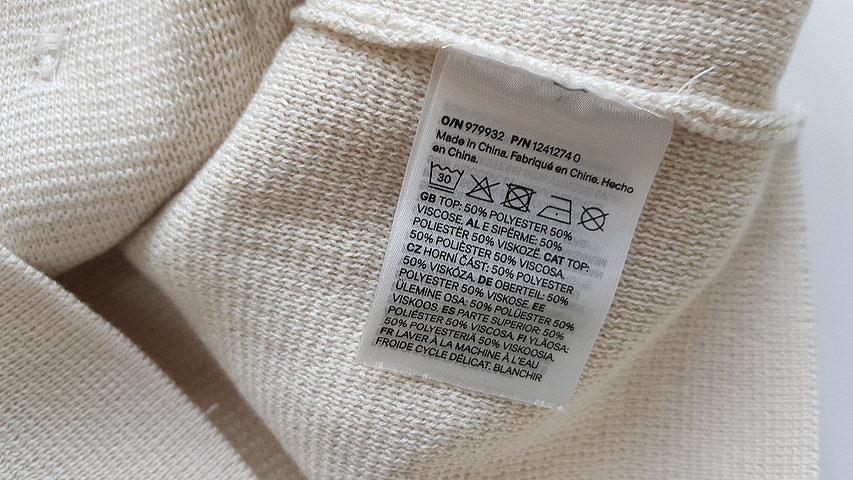 O/N 979932 P/N 1241274 0
Made in China. Fabriqué en Chine. Hecho
en China.
30
GB TOP: 50% POLYESTER 50%
VISCOSE. AL E SIPËRME: 50%
POLIESTËR 50% VISKOZË. CAT TOP:
50% POLIÈSTER 50% VISCOSA.
CZ HORNÍ ČÁST: 50% POLYESTER
50% VISKÓZA. DE OBERTEIL: 50%
POLYESTER 50% VISKOSE. EE
ÜLEMINE OSA: 50% POLÜESTER 50%
VISKOOS. ES PARTE SUPERIOR: 50%
POLIÉSTER 50% VISCOSA. FI YLÄOSA:
50% POLYESTERIÄ 50% VISKOOSIA.
FR LAVER À LA MACHINE À L'EAU
FROIDE CYCLE DÉLICAT. BLANCHIR